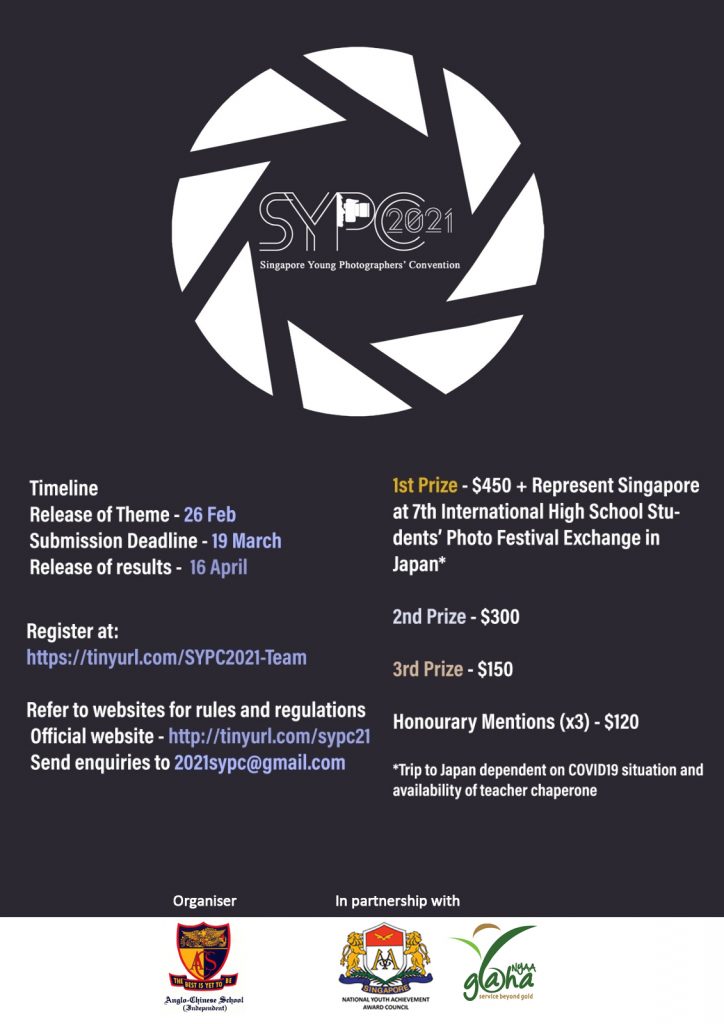 SYPC2021
Singapore Young Photographers' Convention
Timeline
Release of Theme - 26 Feb
Submission Deadline - 19 March
Release of results - 16 April
Register at:
https://tinyurl.com/SYPC2021-Team
Refer to websites for rules and regulations
Official website - http://tinyurl.com/sypc21
Send enquiries to 2021sypc@gmail.com
1st Prize - $450 + Represent Singapore
at 7th International High School Stu-
dents' Photo Festival Exchange in
Japan*
2nd Prize - $300
3rd Prize - $150
Honourary Mentions (x3) - $120
*Trip to Japan dependent on COVID19 situation and
availability of teacher chaperone
Organiser
In partnership with
ACS
THE BEST IS YET TO BE
Anglo-Chinese School
(Independent)
SINGAPORE
NATIONAL YOUTH ACHIEVEMENT
AWARD COUNCIL
NYAA
gaha
service beyond gold